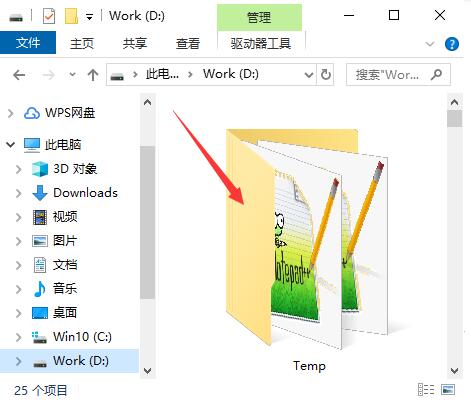 Work (D:)
管理
文件
主页
共享
查看
驱动器工具
此电... Work (D:)
搜索"Wor...
WPS网盘
此电脑
3D 对象
Downloads
视频
图片
文档
音乐
桌面
Win10 (C:)
Work (D:)
Notepad++
Temp
25 个项目